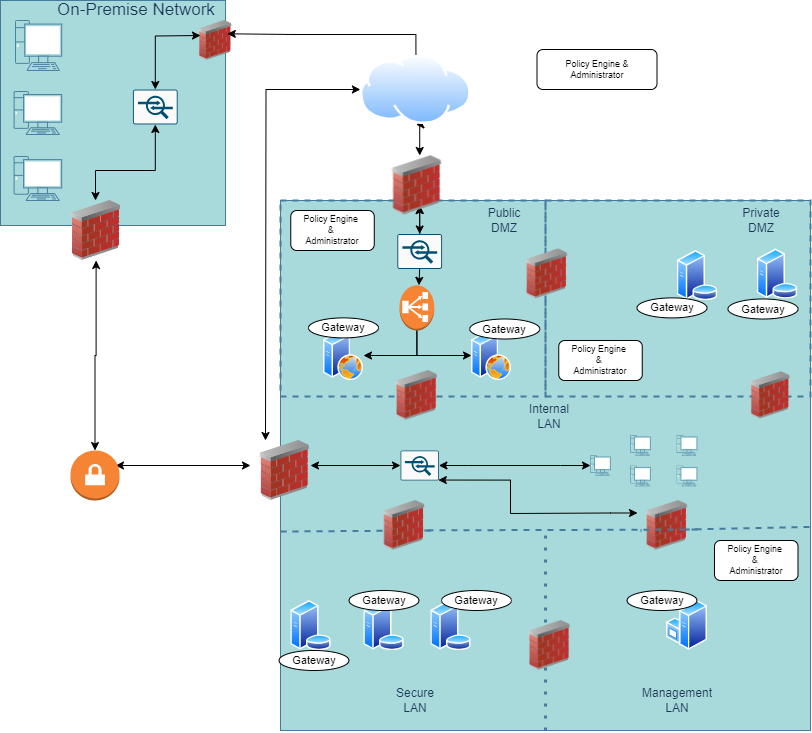 On-Premise Network
Policy Engine &
Administrator
Policy Engine
&
Administrator
Public
DMZ
Private
DMZ
Gateway
Gateway
Gateway
Gateway
Policy Engine
&
Administrator
Internal
LAN
Policy Engine
&
Administrator
Gateway
Gateway
Gateway
Gateway
Secure
LAN
Management
LAN